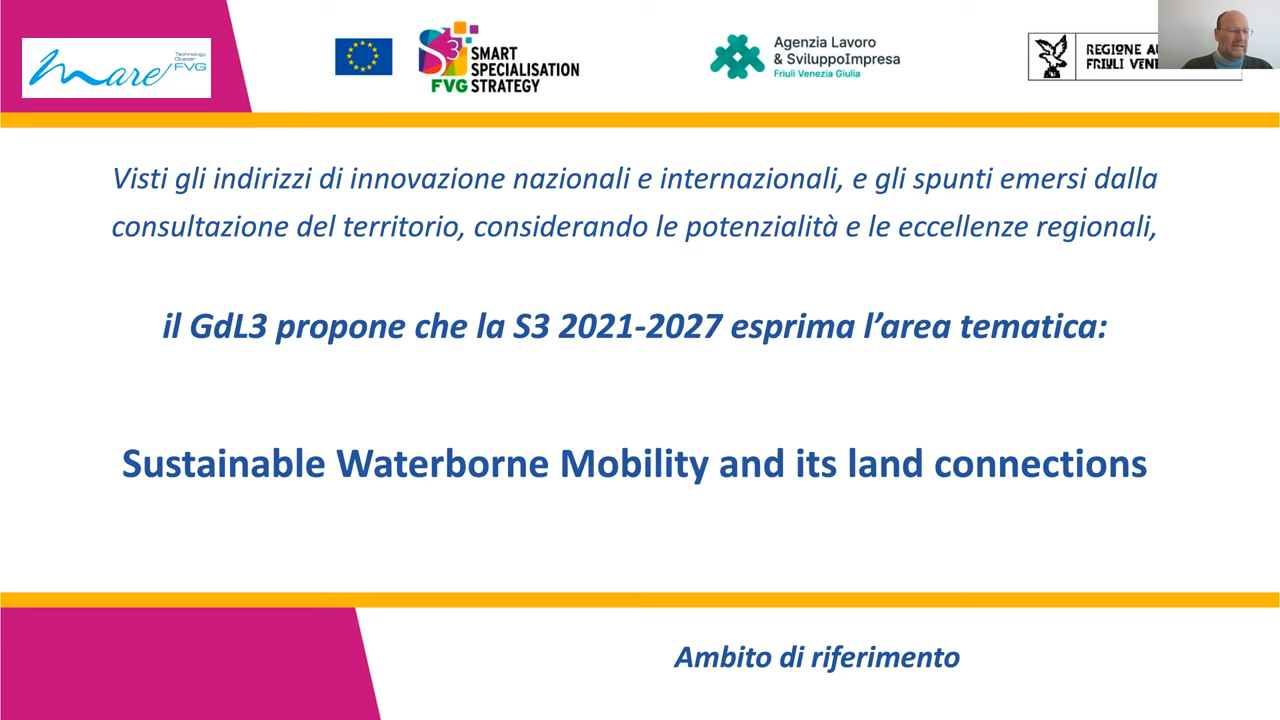 mare
Technology
Cluster
FVG
S3
FVG
SMART
SPECIALISATION
STRATEGY
Agenzia Lavoro
& SviluppoImpresa
Friuli Venezia Giulia
REGIONE
FRIULI
Visti gli indirizzi di innovazione nazionali e internazionali, e gli spunti emersi dalla
consultazione del territorio, considerando le potenzialità e le eccellenze regionali,
il GdL3 propone che la S3 2021-2027 esprima l’area tematica:
Sustainable Waterborne Mobility and its land connections
Ambito di riferimento